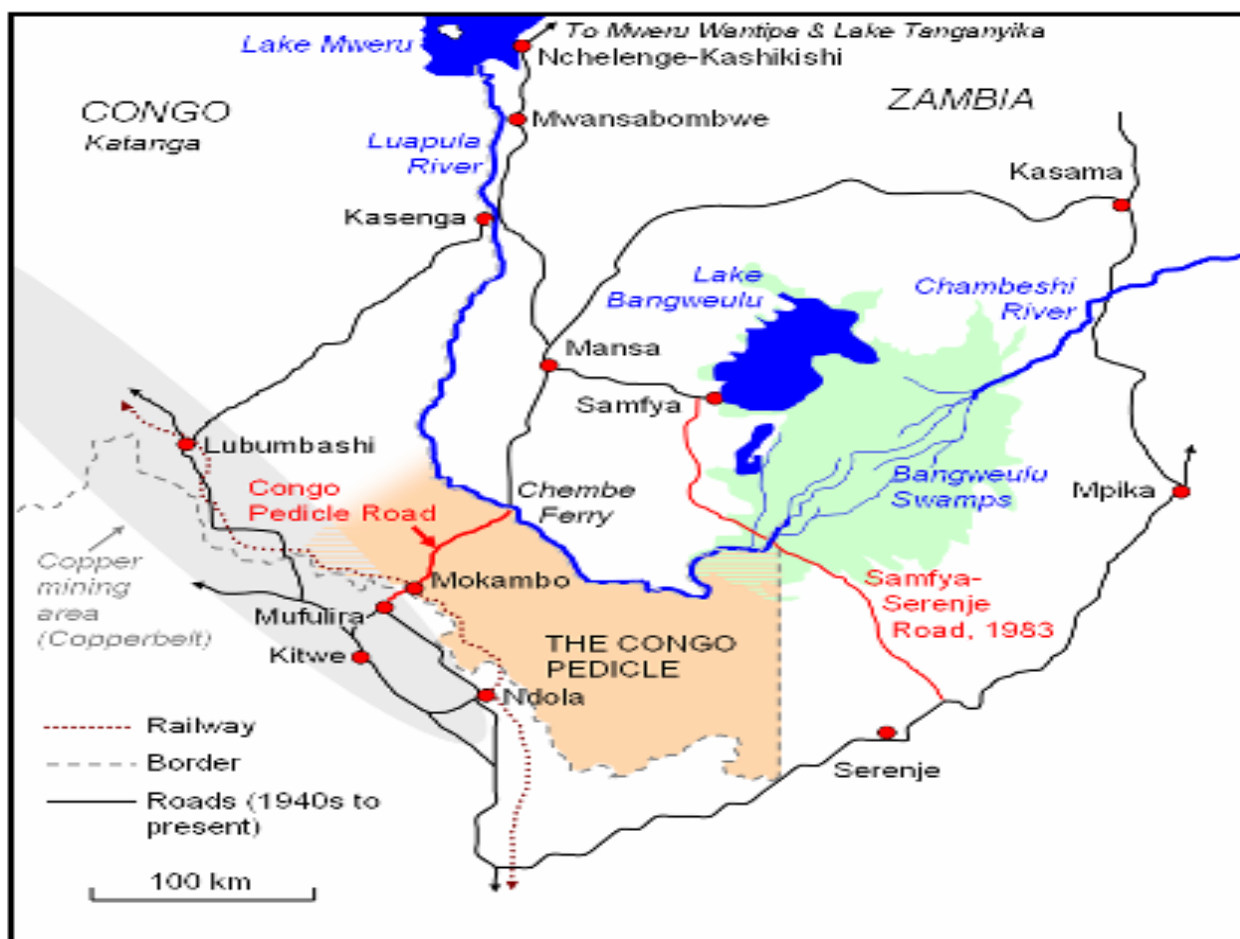 To Mweru Wantipa & Lake Tanganyika
Lake Mweru
Nchelenge-Kashikishi
CONGO
Katanga
ZAMBIA
Mwansabombwe
Luapula
River
Kasama
Kasenga
Lake
Bangweulu
Chambeshi
River
Mansa
Samfya
Lubumbashi
Congo
Pedicle Road
Chembe
Ferry
Bangweulu
Swamps
Mpika
Copper
mining
area
(Copperbelt)
Mokambo
Mufulira
Samfya-
Serenje
Road, 1983
Kitwe
THE CONGO
PEDICLE
Ndola
Serenje
Railway
Border
Roads (1940s to
present)
100 km